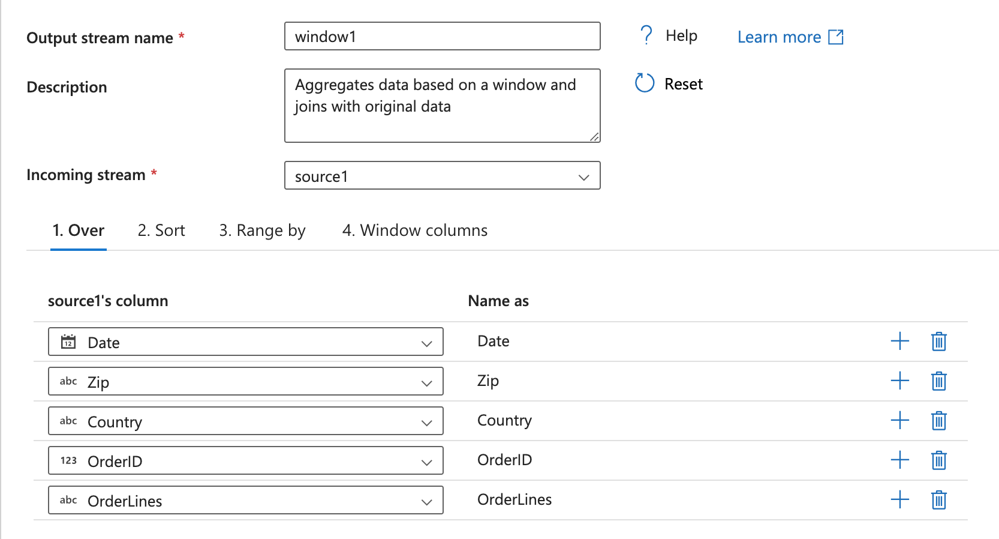 Output stream name * window1 ? Help Learn more
Description Aggregates data based on a window and
joins with original data
Reset
Incoming stream * source1
1. Over 2. Sort 3. Range by 4. Window columns
source1's column Name as
12 Date Date
abc Zip Zip
abc Country Country
123 OrderID OrderID
abc OrderLines OrderLines